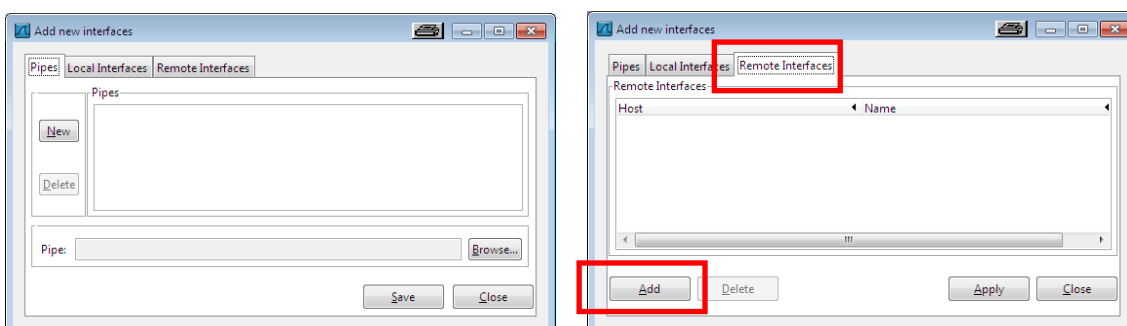 Add new interfaces
Pipes Local Interfaces Remote Interfaces
Pipes
New
Delete
Pipe:
Browse...
Save Close
Add new interfaces
Pipes Local Interfaces Remote Interfaces
Remote Interfaces
Host Name
Add Delete Apply Close